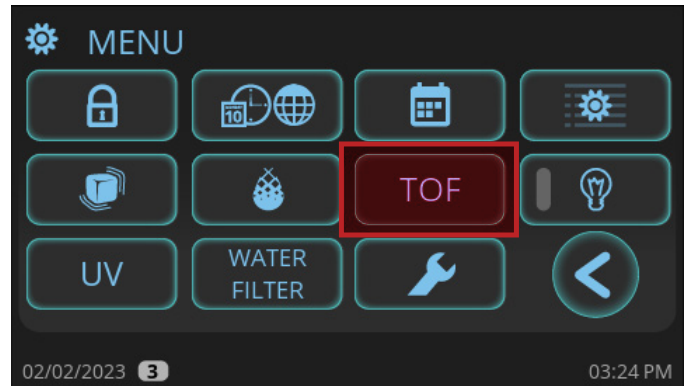 MENU
10
TOF
UV
WATER
FILTER
02/02/2023 3
03:24 PM